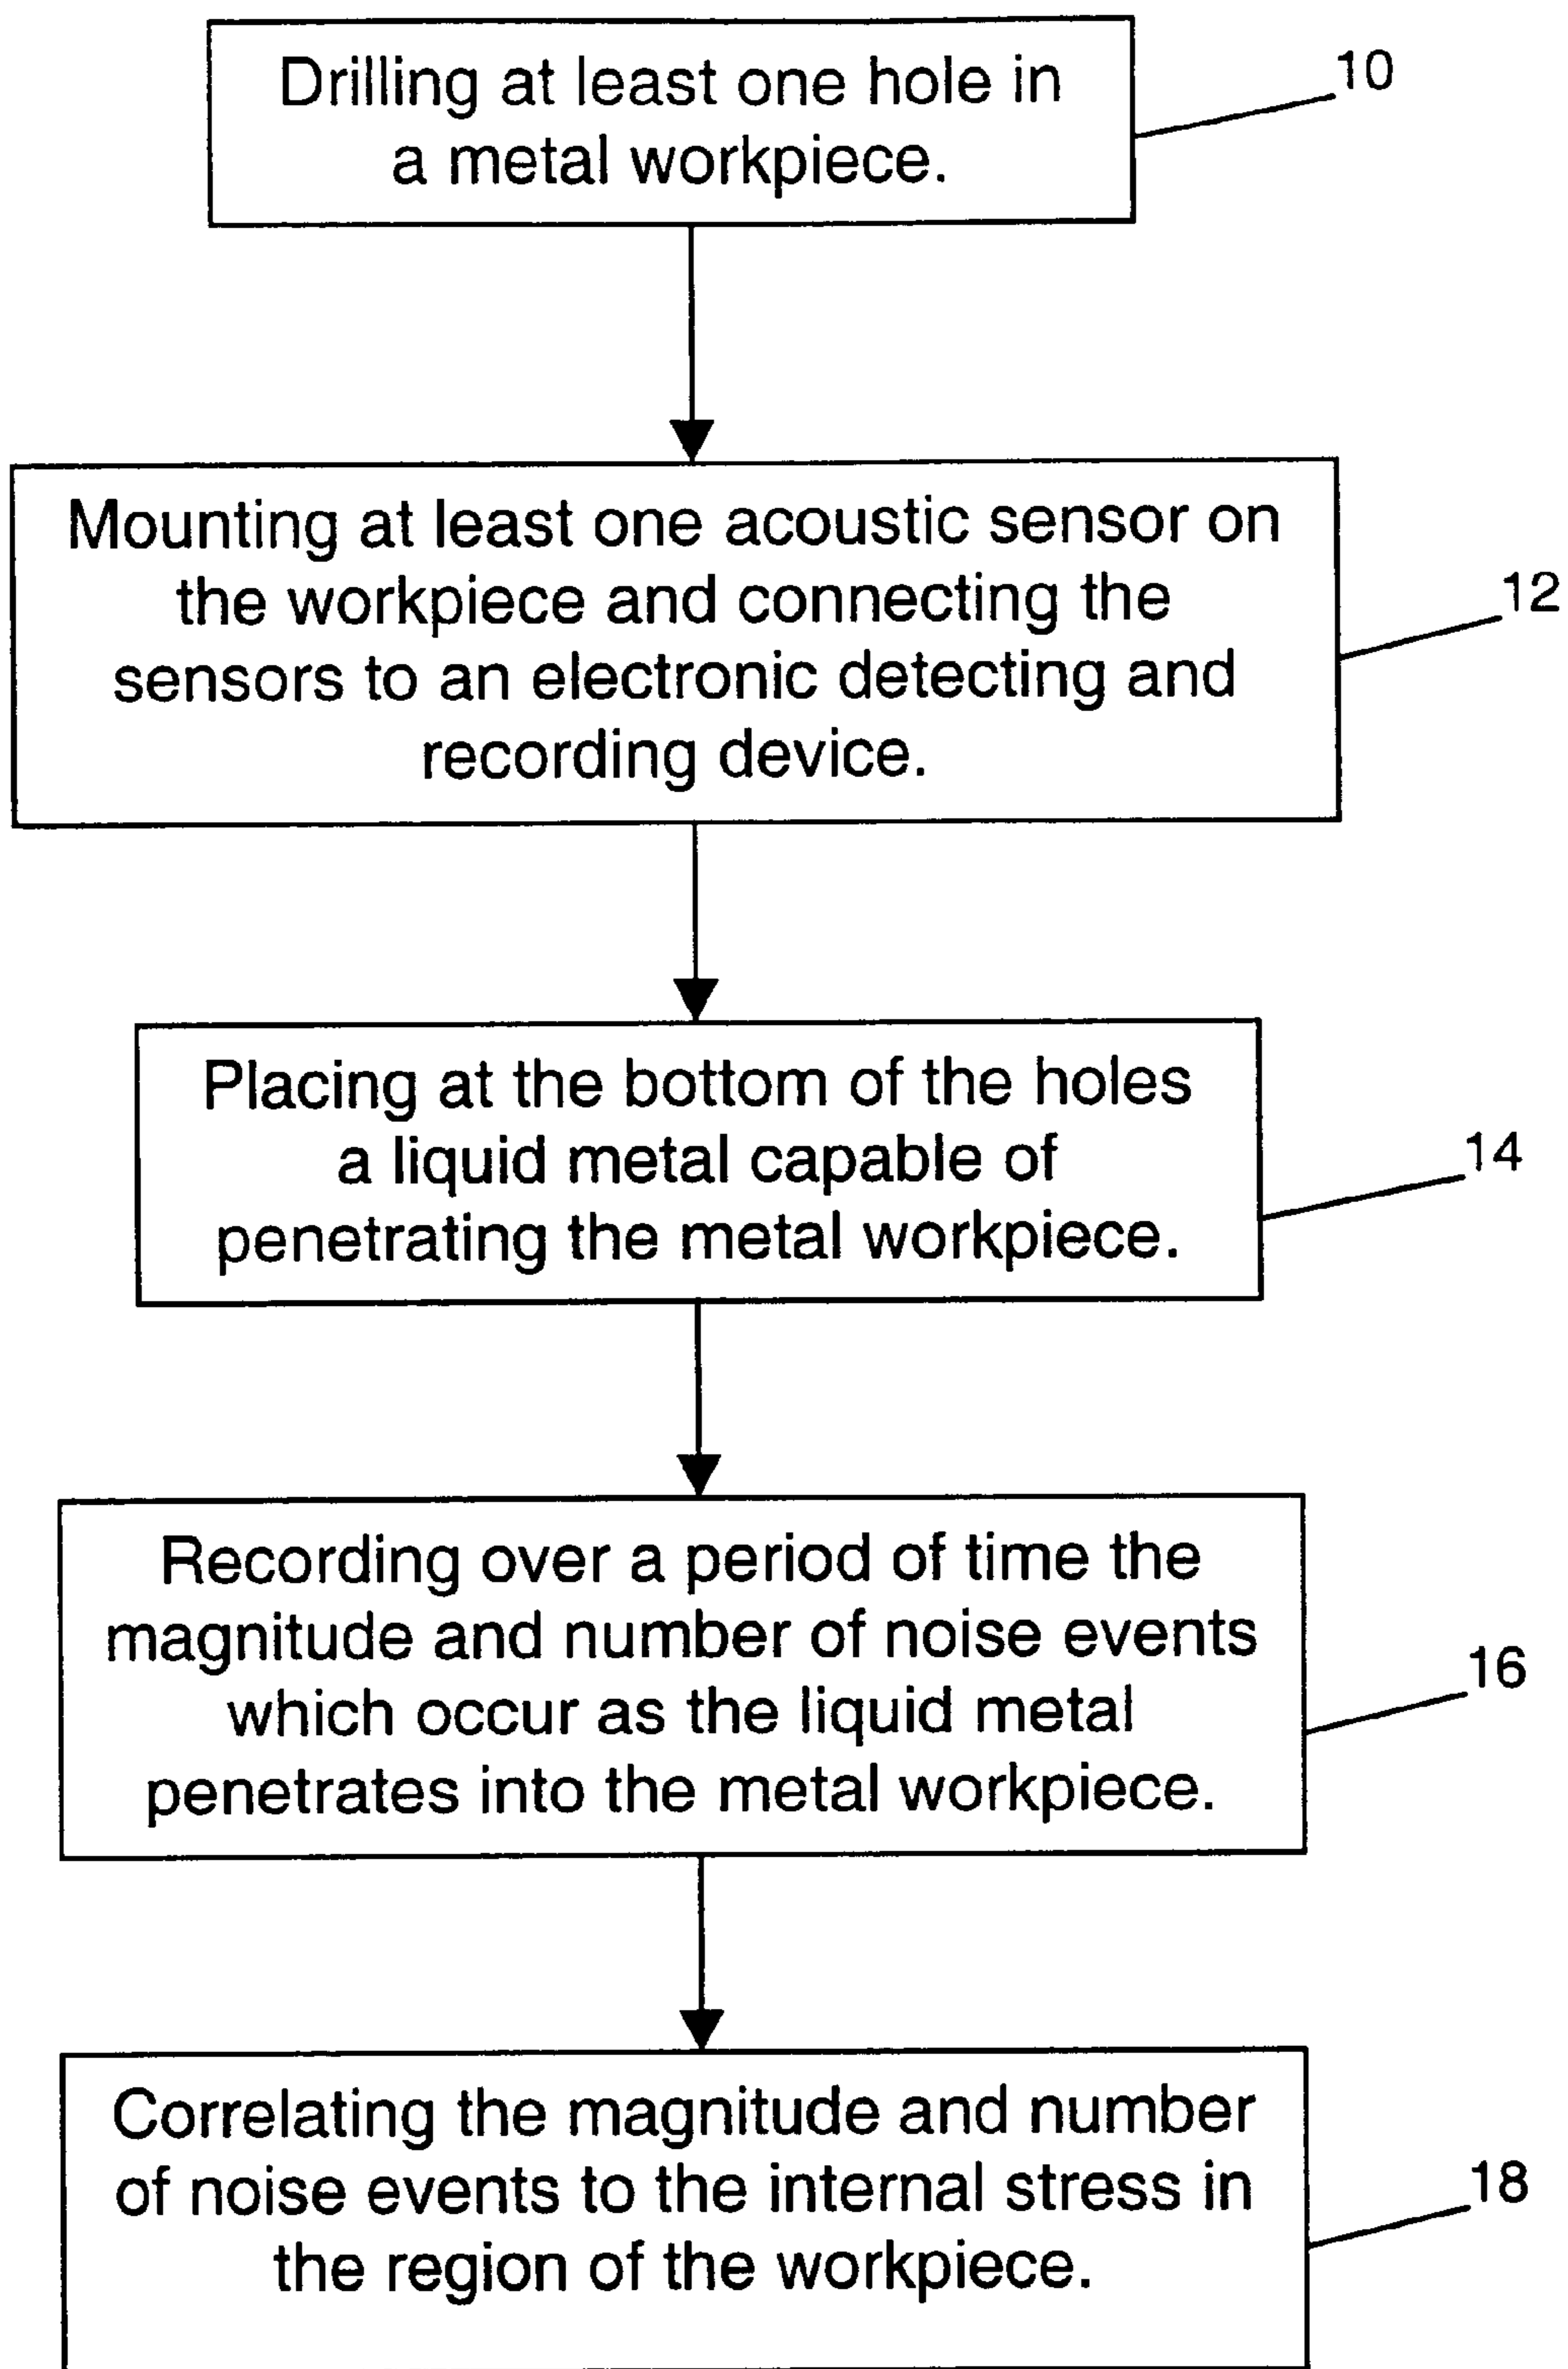 Drilling at least one hole in
a metal workpiece.
10
Mounting at least one acoustic sensor on
the workpiece and connecting the
sensors to an electronic detecting and
recording device.
12
Placing at the bottom of the holes
a liquid metal capable of
penetrating the metal workpiece.
14
Recording over a period of time the
magnitude and number of noise events
which occur as the liquid metal
penetrates into the metal workpiece.
16
Correlating the magnitude and number
of noise events to the internal stress in
the region of the workpiece.
18